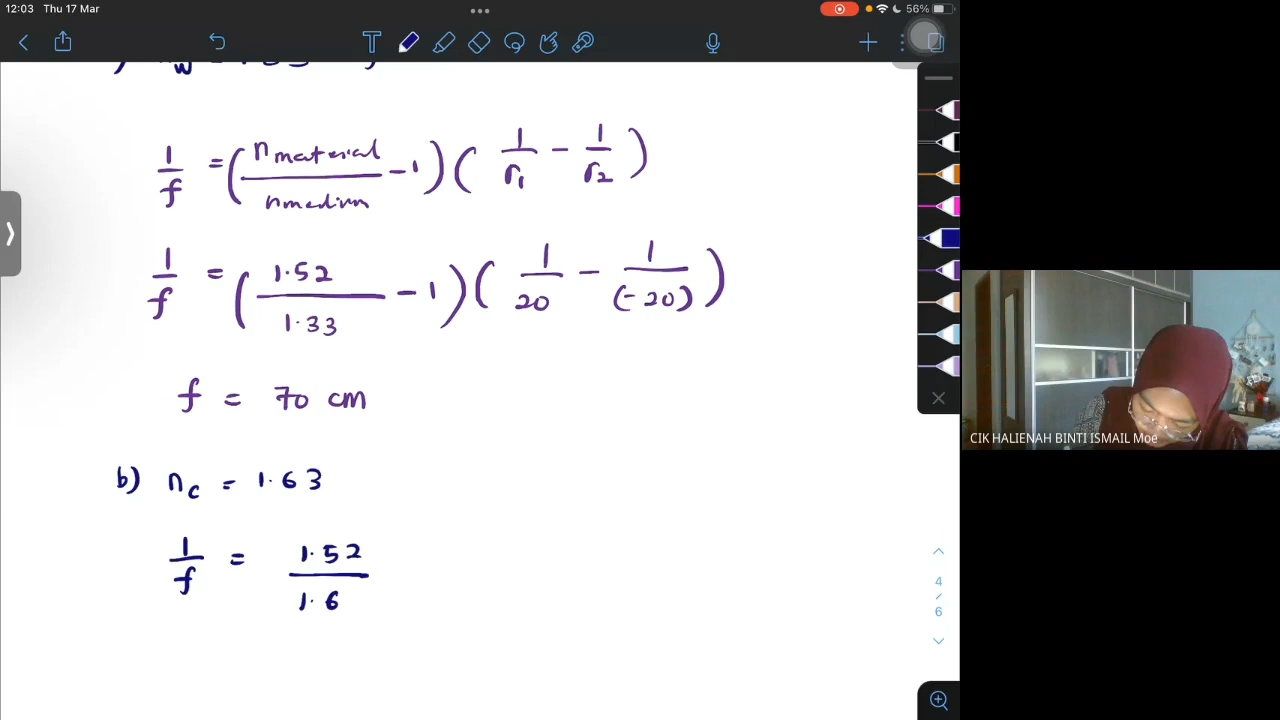 12:03 Thu 17 Mar
56%
1/f = (n material / n medium - 1) ( 1/r1 - 1/r2 )
1/f = ( 1.52 / 1.33 - 1 ) ( 1/20 - 1/(-20) )
f = 70 cm
b) nc = 1.63
1/f = 1.52 / 1.6
4
/
6
CIK HALIENAH BINTI ISMAIL Moe